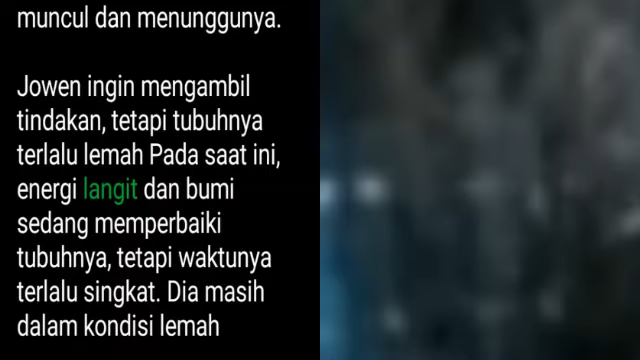 muncul dan menunggunya.
Jowen ingin mengambil
tindakan, tetapi tubuhnya
terlalu lemah Pada saat ini,
energi langit dan bumi
sedang memperbaiki
tubuhnya, tetapi waktunya
terlalu singkat. Dia masih
dalam kondisi lemah